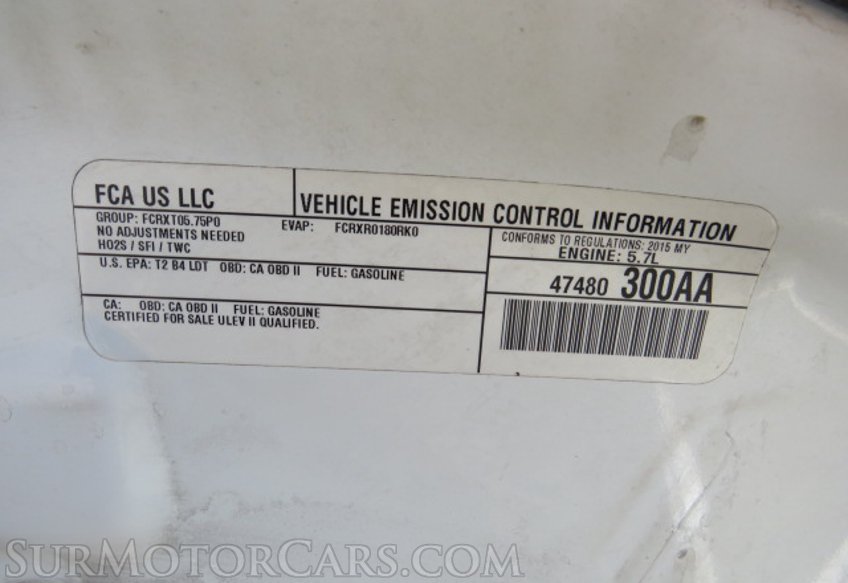 FCA US LLC
VEHICLE EMISSION CONTROL INFORMATION
GROUP: FCRXT05.75P0 EVAP: FCRXR0180RK0
NO ADJUSTMENTS NEEDED
HO2S / SFI / TWC
CONFORMS TO REGULATIONS: 2015 MY
ENGINE: 5.7L
U.S. EPA: T2 B4 LDT OBD: CA OBD II FUEL: GASOLINE
47480 300AA
CA: OBD: CA OBD II FUEL: GASOLINE
CERTIFIED FOR SALE ULEV II QUALIFIED.
SURMOTORCARS.COM